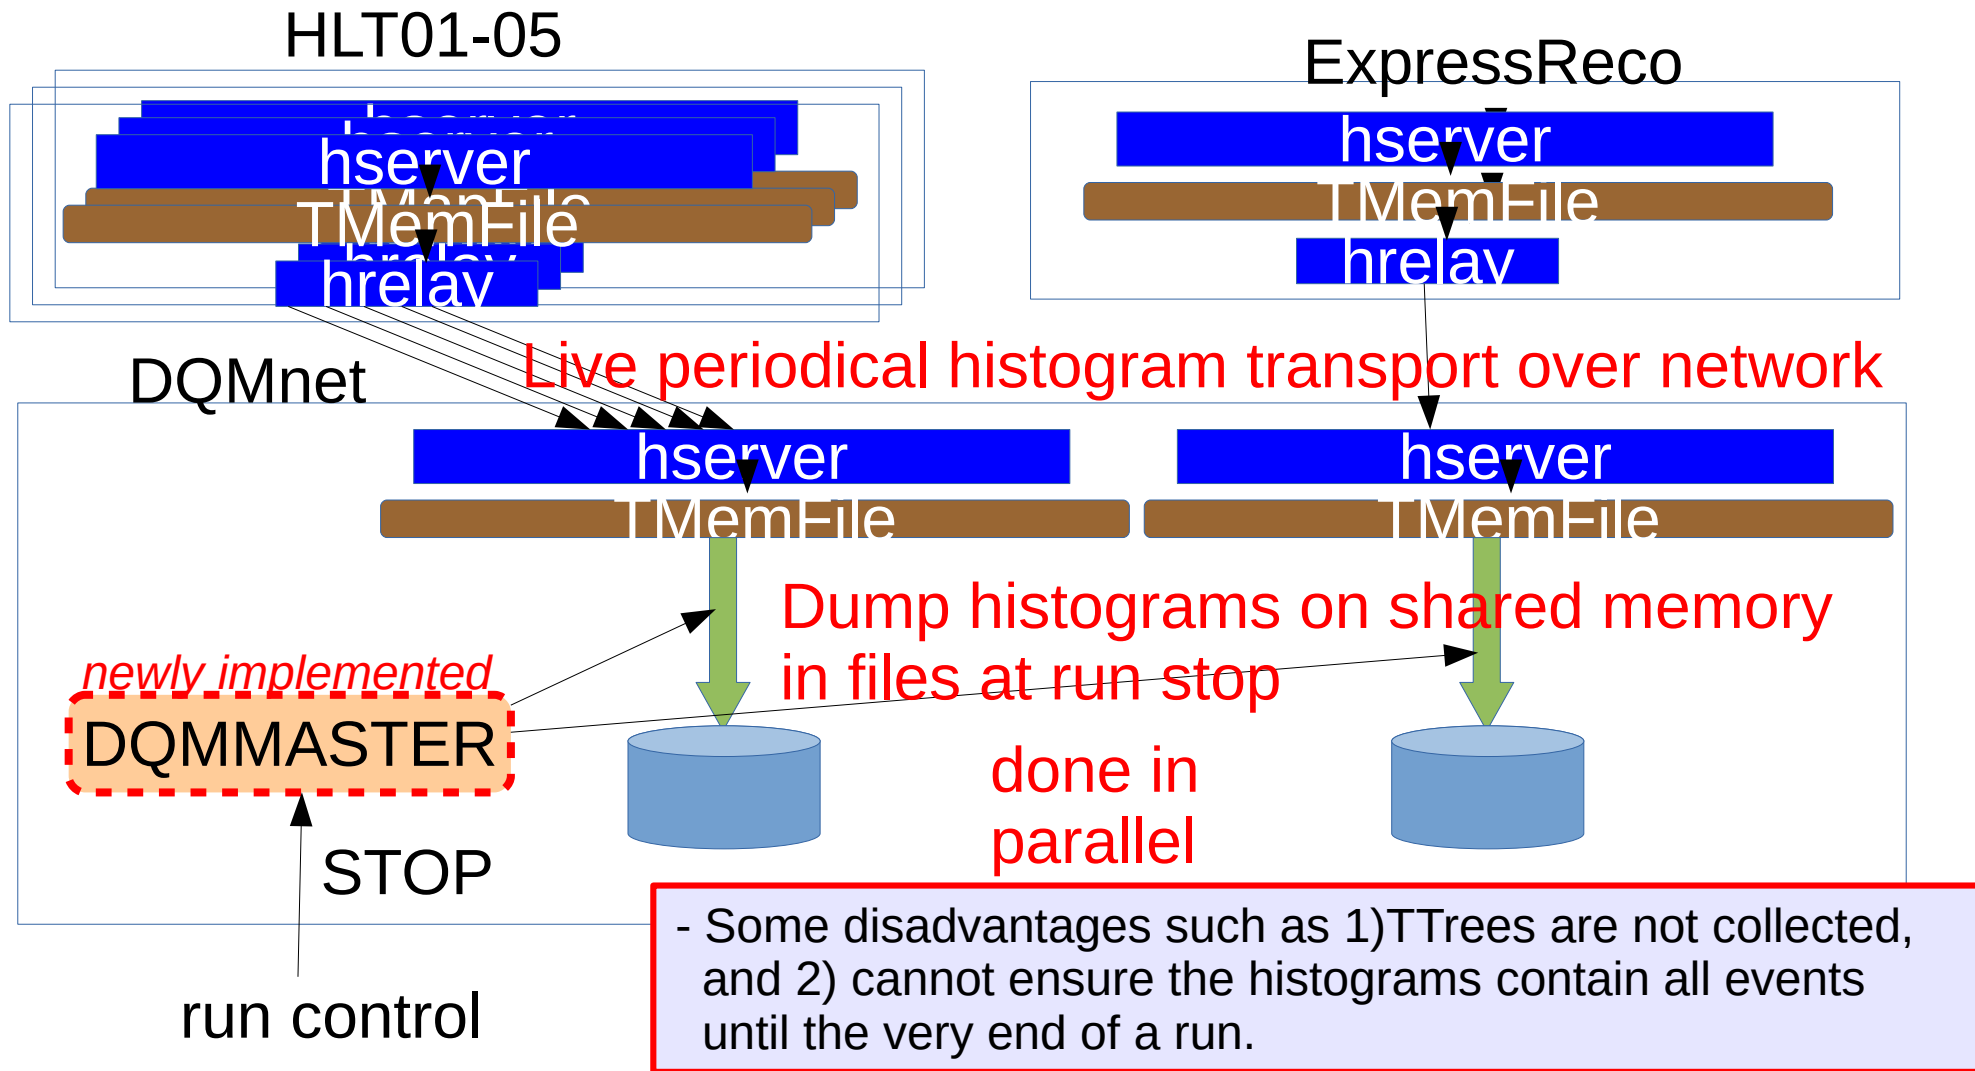 HLT01-05
ExpressReco
hserver
hserver
hserver
TMemFile
hrelay
hserver
TMemFile
hrelay
DQMnet
Live periodical histogram transport over network
hserver
hserver
TMemFile
TMemFile
Dump histograms on shared memory
in files at run stop
newly implemented
DQMMASTER
done in
parallel
STOP
run control
- Some disadvantages such as 1)TTrees are not collected,
and 2) cannot ensure the histograms contain all events
until the very end of a run.